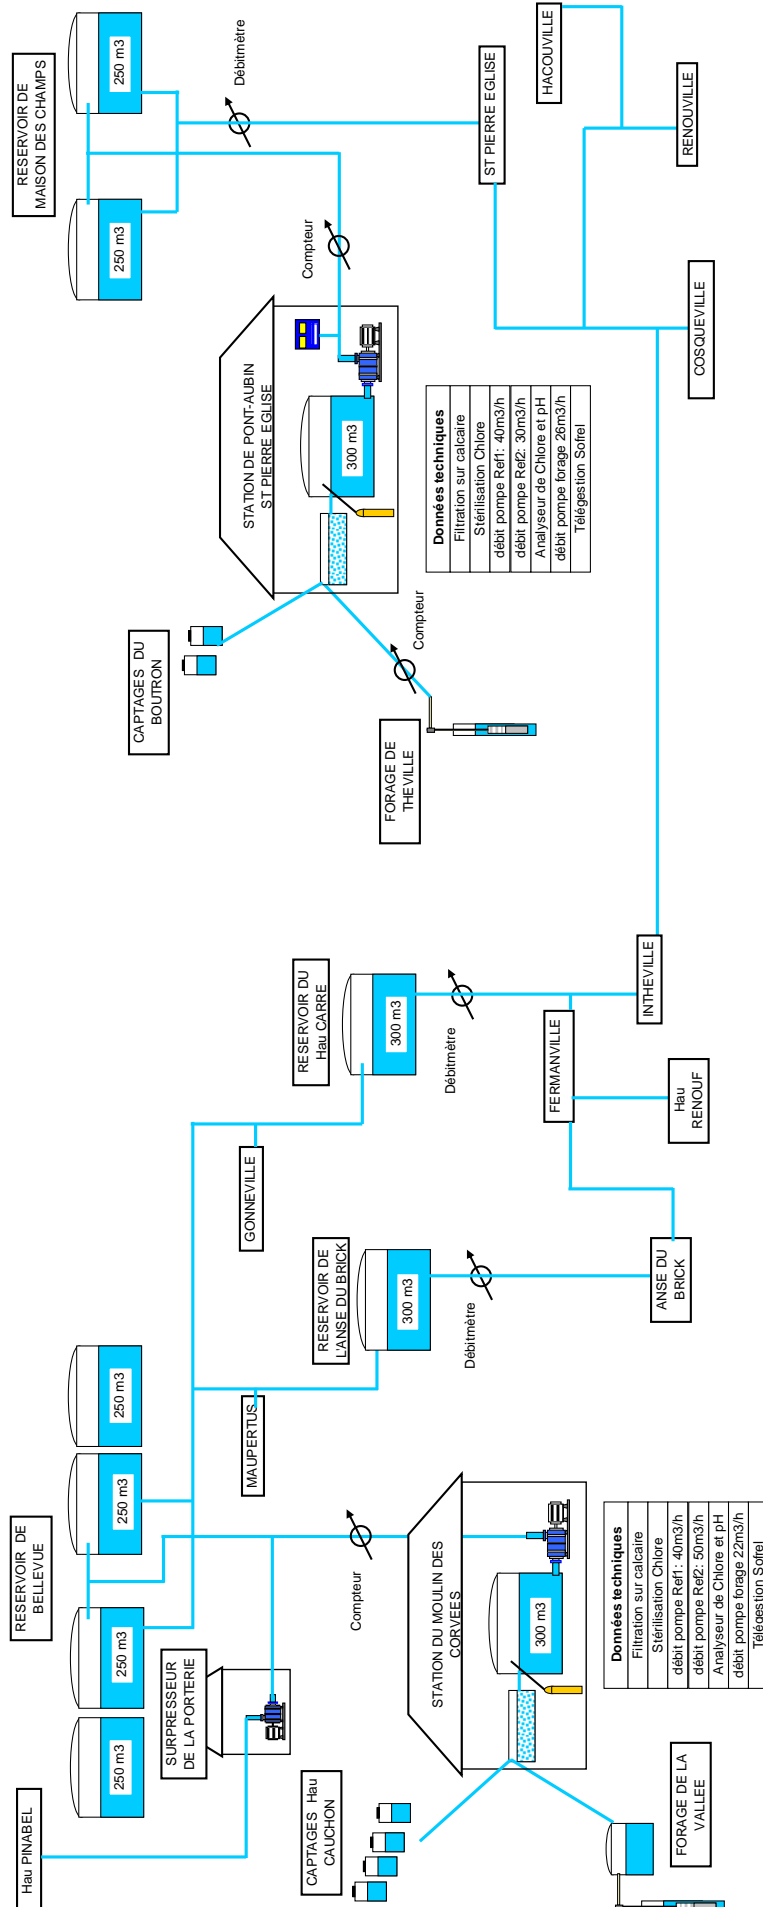 Hau PINABEL
RESERVOIR DE
BELLEVUE
250 m3
250 m3
250 m3
250 m3
SURPRESSEUR
DE LA PORTERIE
CAPTAGES Hau
CAUCHON
Compteur
STATION DU MOULIN DES
CORVEES
300 m3
FORAGE DE LA
VALLEE
Données techniques
Filtration sur calcaire
Stérilisation Chlore
débit pompe Ref1: 40m3/h
débit pompe Ref2: 50m3/h
Analyseur de Chlore et pH
débit pompe forage 22m3/h
Télégestion Sofrel
MAUPERTUS
RESERVOIR DE
L'ANSE DU BRICK
300 m3
Débitmètre
ANSE DU
BRICK
GONNEVILLE
RESERVOIR DU
Hau CARRE
300 m3
Débitmètre
FERMANVILLE
Hau
RENOUF
INTHEVILLE
CAPTAGES DU
BOUTRON
FORAGE DE
THEVILLE
Compteur
STATION DE PONT-AUBIN
ST PIERRE EGLISE
300 m3
Données techniques
Filtration sur calcaire
Stérilisation Chlore
débit pompe Ref1: 40m3/h
débit pompe Ref2: 30m3/h
Analyseur de Chlore et pH
débit pompe forage 26m3/h
Télégestion Sofrel
RESERVOIR DE
MAISON DES CHAMPS
250 m3
250 m3
Compteur
Débitmètre
ST PIERRE EGLISE
COSQUEVILLE
HACOUVILLE
RENOUVILLE